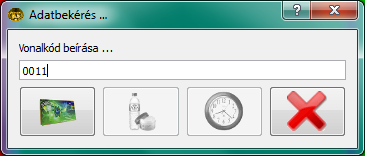 Adatbekérés ...
Vonalkód beírása ...
0011